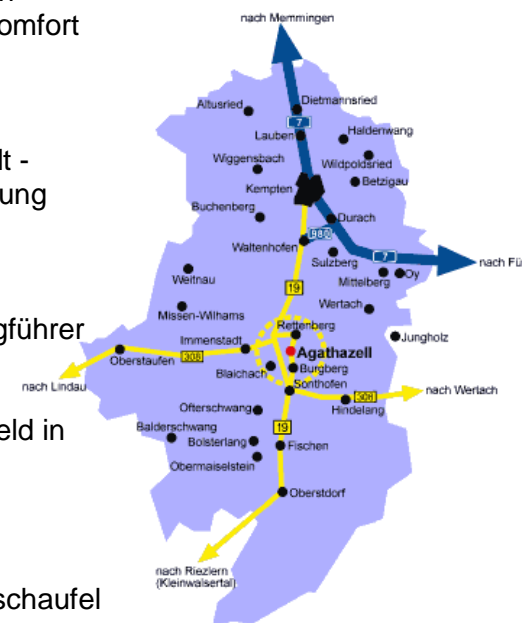 omfort
lt -
ung
gführer
eld in
schaufel
nach Memmingen
Altusried
Dietmannsried
7
Lauben
Haldenwang
Wiggensbach
Wildpoldsried
Kempten
Betzigau
Buchenberg
Durach
Waltenhofen
980
Sulzberg
7
nach Fü
Mittelberg
Oy
Weitnau
19
Wertach
Missen-Wilhams
Rettenberg
Jungholz
Immenstadt
Agathazell
Oberstaufen
308
Blaichach
Burgberg
nach Lindau
Sonthofen
nach Wertach
308
Hindelang
Ofterschwang
Balderschwang
19
Bolsterlang
Fischen
Obermaiselstein
Oberstdorf
nach Riezlern
(Kleinwalsertal)